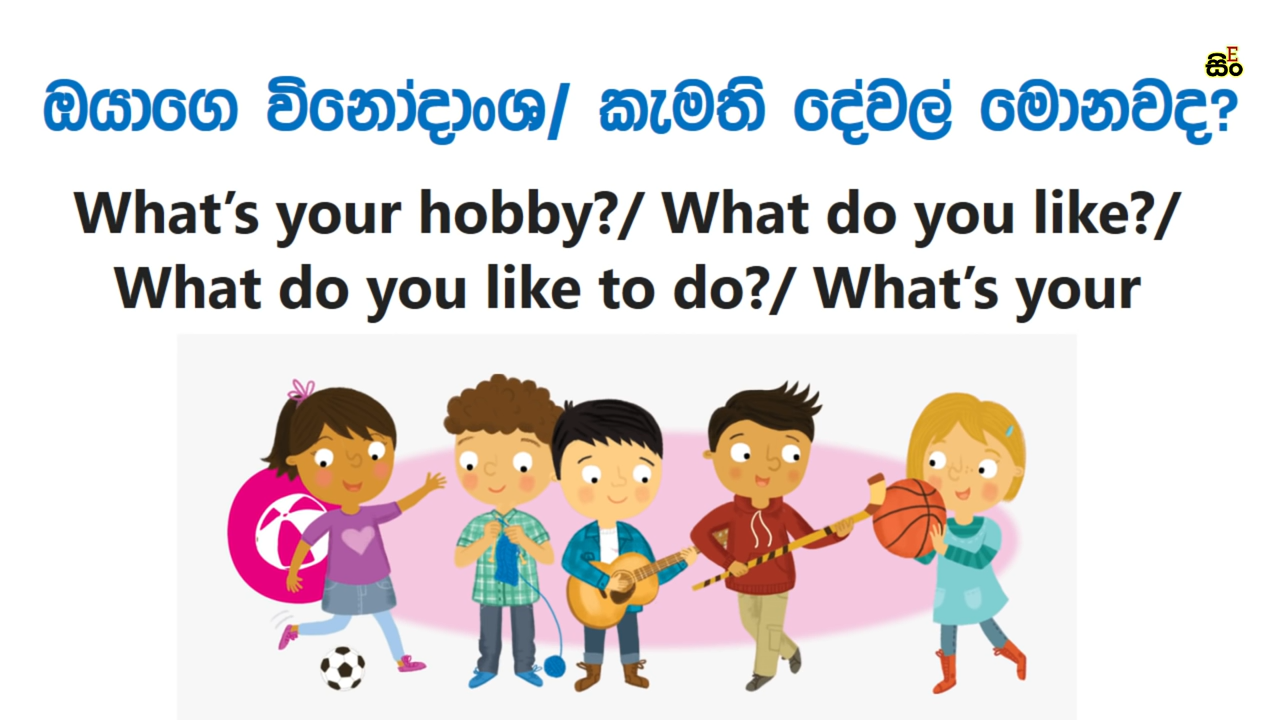 සිංE
ඔයාගෙ විනෝදාංශ/ කැමති දේවල් මොනවද?
What’s your hobby?/ What do you like?/
What do you like to do?/ What’s your